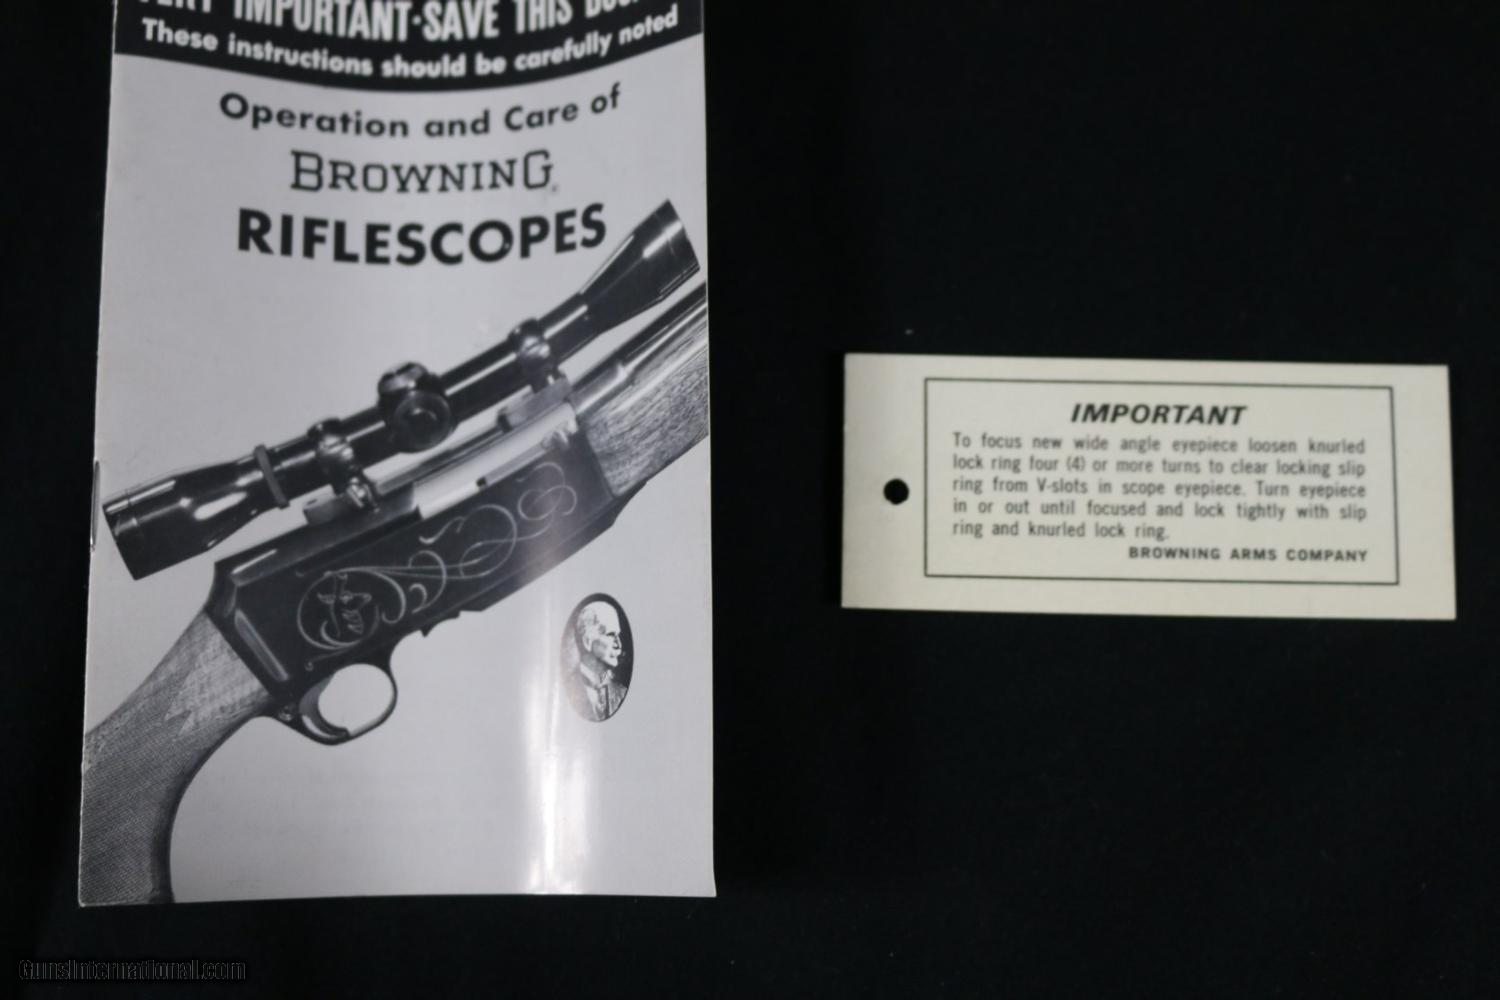 IMPORTANT·SAVE THIS
These instructions should be carefully noted
Operation and Care of
BROWNING®
RIFLESCOPES
IMPORTANT
To focus new wide angle eyepiece loosen knurled
lock ring four (4) or more turns to clear locking slip
ring from V-slots in scope eyepiece. Turn eyepiece
in or out until focused and lock tightly with slip
ring and knurled lock ring.
BROWNING ARMS COMPANY
GunsInternational.com